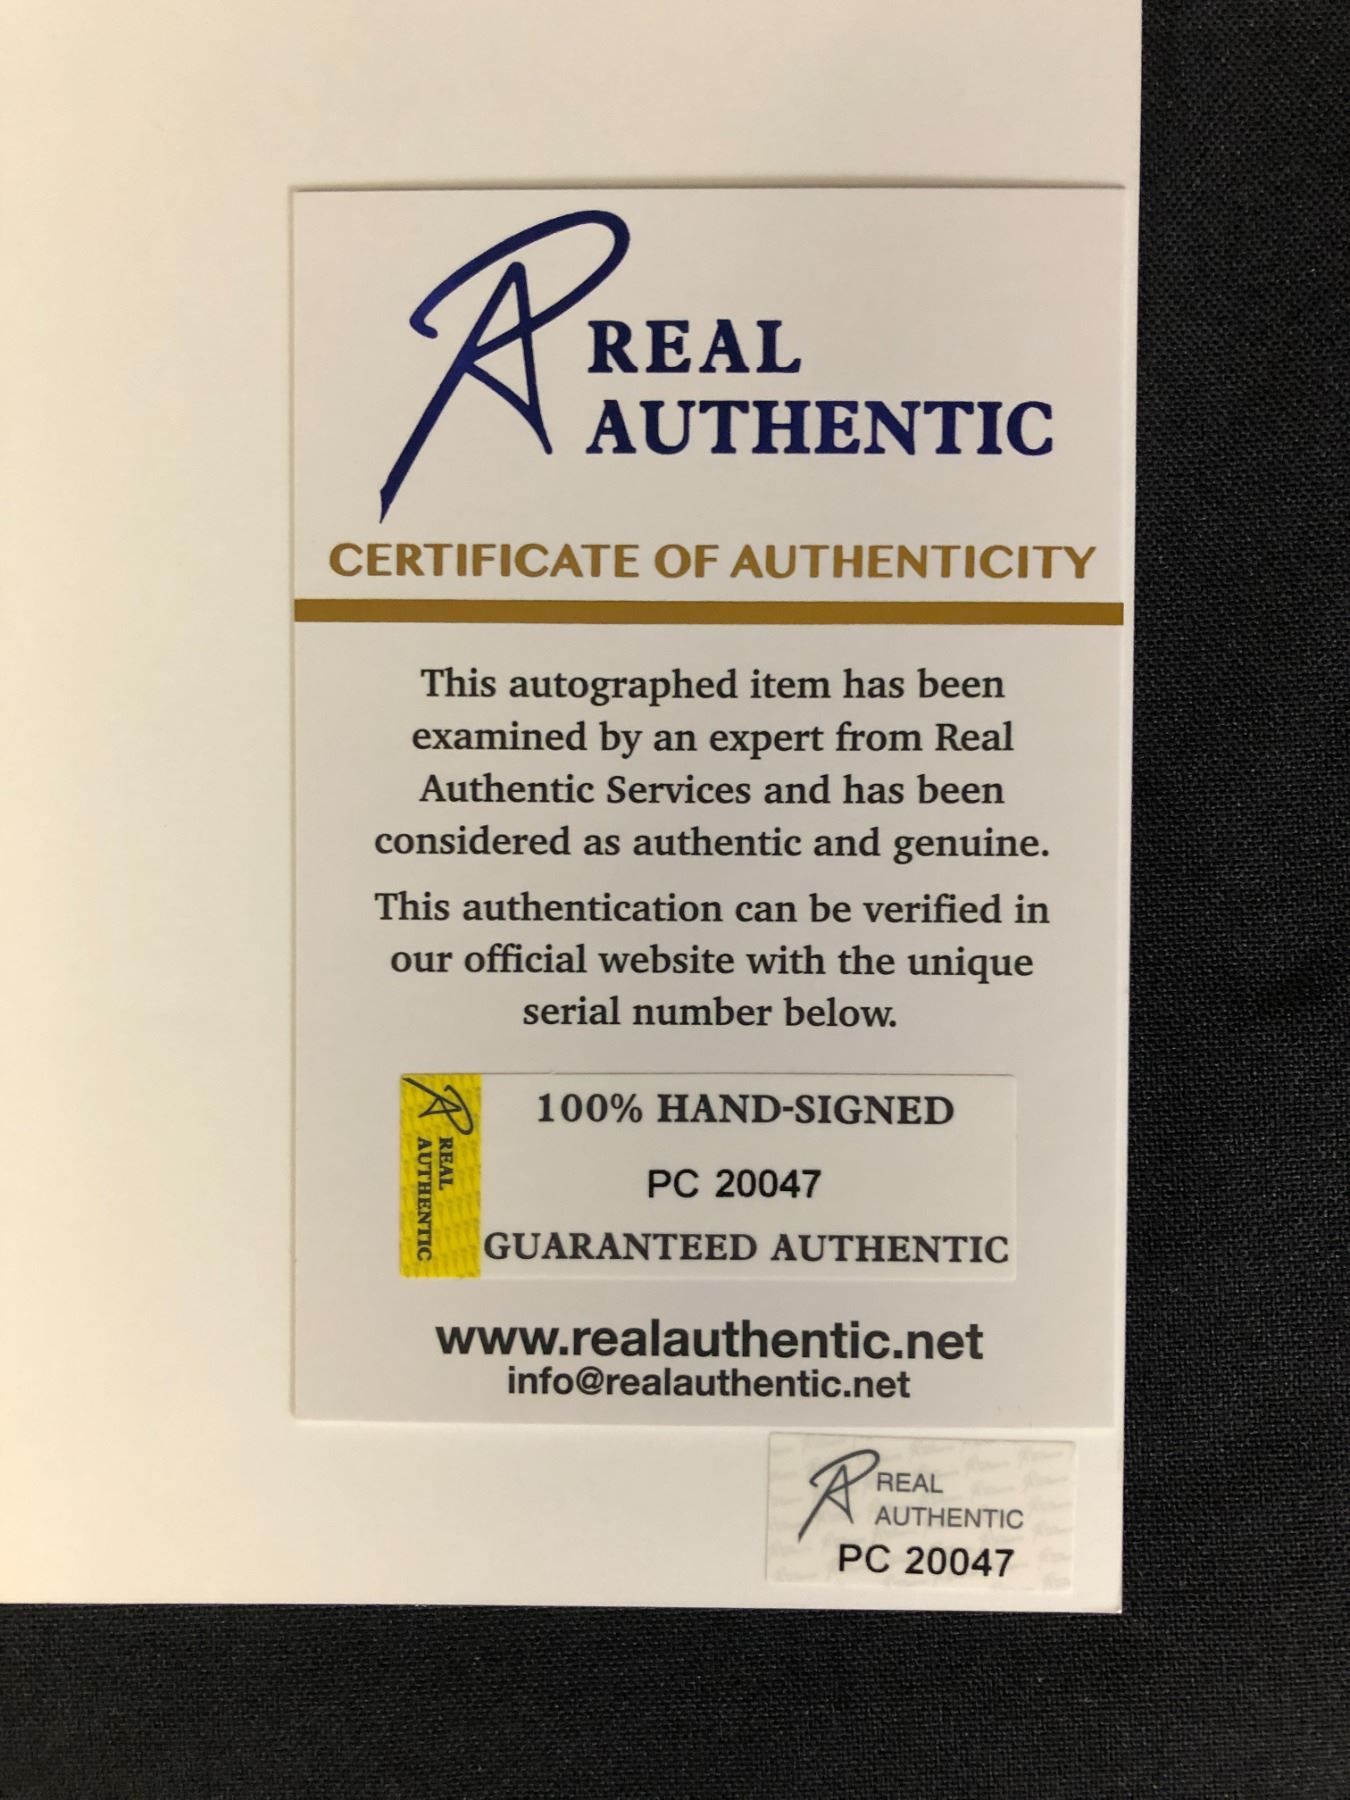 REAL
AUTHENTIC
CERTIFICATE OF AUTHENTICITY
This autographed item has been
examined by an expert from Real
Authentic Services and has been
considered as authentic and genuine.
This authentication can be verified in
our official website with the unique
serial number below.
REAL
AUTHENTIC
100% HAND-SIGNED
PC 20047
GUARANTEED AUTHENTIC
www.realauthentic.net
info@realauthentic.net
REAL
AUTHENTIC
PC 20047